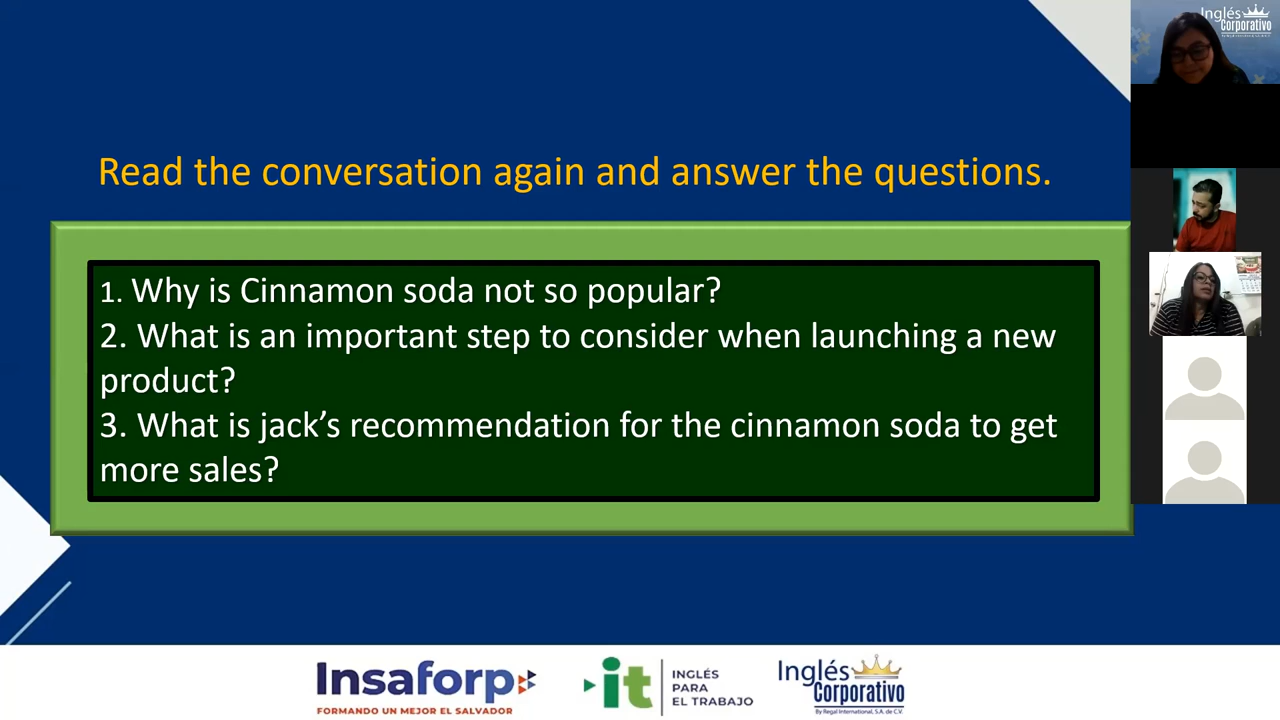 Inglés
Corporativo
Read the conversation again and answer the questions.
1. Why is Cinnamon soda not so popular?
2. What is an important step to consider when launching a new
product?
3. What is jack’s recommendation for the cinnamon soda to get
more sales?
Insaforp
FORMANDO UN MEJOR EL SALVADOR
it
INGLÉS
PARA
EL TRABAJO
Inglés
Corporativo
By Regal International, S.A. de C.V.